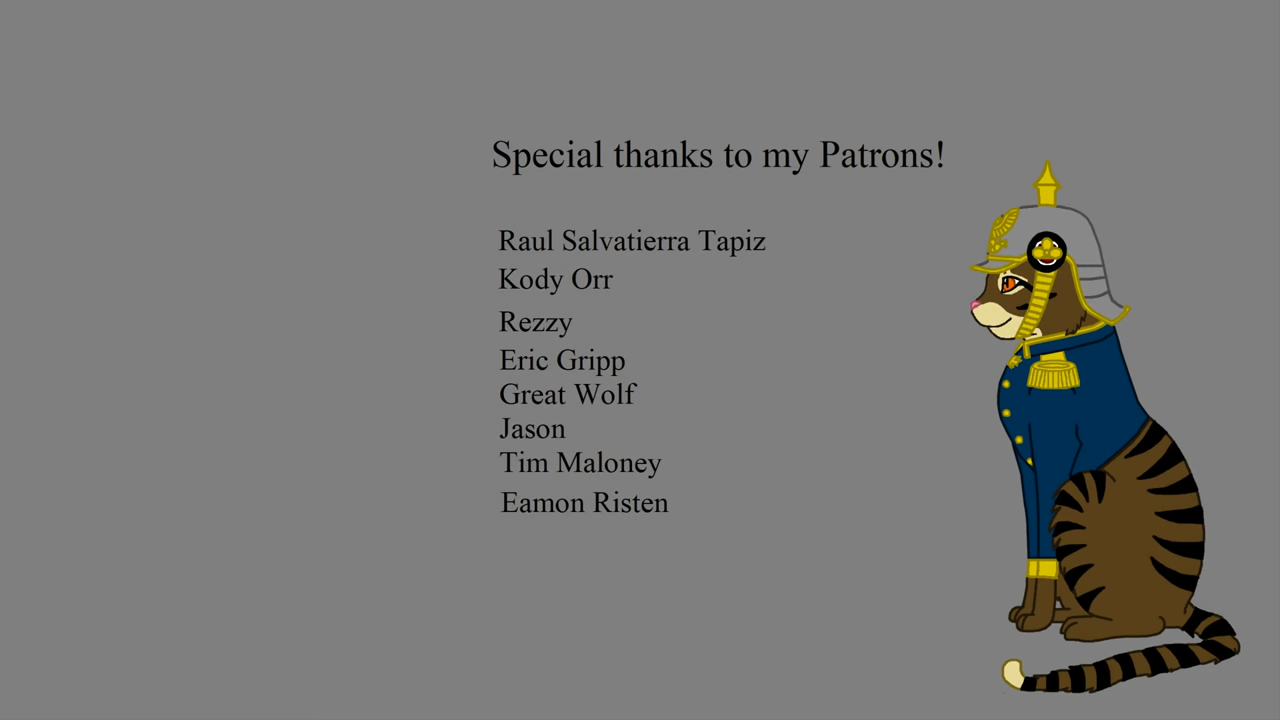 Special thanks to my Patrons!
Raul Salvatierra Tapiz
Kody Orr
Rezzy
Eric Gripp
Great Wolf
Jason
Tim Maloney
Eamon Risten